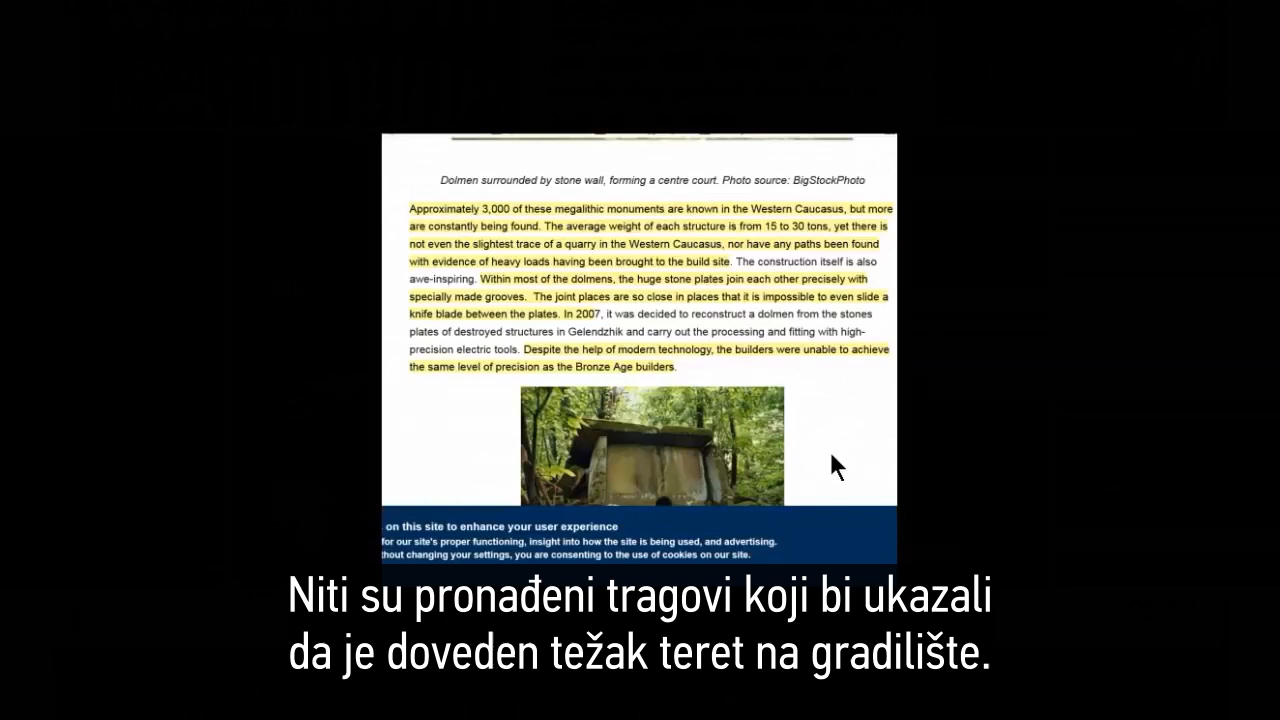 Dolmen surrounded by stone wall, forming a centre court. Photo source: BigStockPhoto
Approximately 3,000 of these megalithic monuments are known in the Western Caucasus, but more
are constantly being found. The average weight of each structure is from 15 to 30 tons, yet there is
not even the slightest trace of a quarry in the Western Caucasus, nor have any paths been found
with evidence of heavy loads having been brought to the build site. The construction itself is also
awe-inspiring. Within most of the dolmens, the huge stone plates join each other precisely with
specially made grooves. The joint places are so close in places that it is impossible to even slide a
knife blade between the plates. In 2007, it was decided to reconstruct a dolmen from the stones
plates of destroyed structures in Gelendzhik and carry out the processing and fitting with high-
precision electric tools. Despite the help of modern technology, the builders were unable to achieve
the same level of precision as the Bronze Age builders.
on this site to enhance your user experience
for our site's proper functioning, insight into how the site is being used, and advertising.
thout changing your settings, you are consenting to the use of cookies on our site.
Niti su pronađeni tragovi koji bi ukazali
da je doveden težak teret na gradilište.